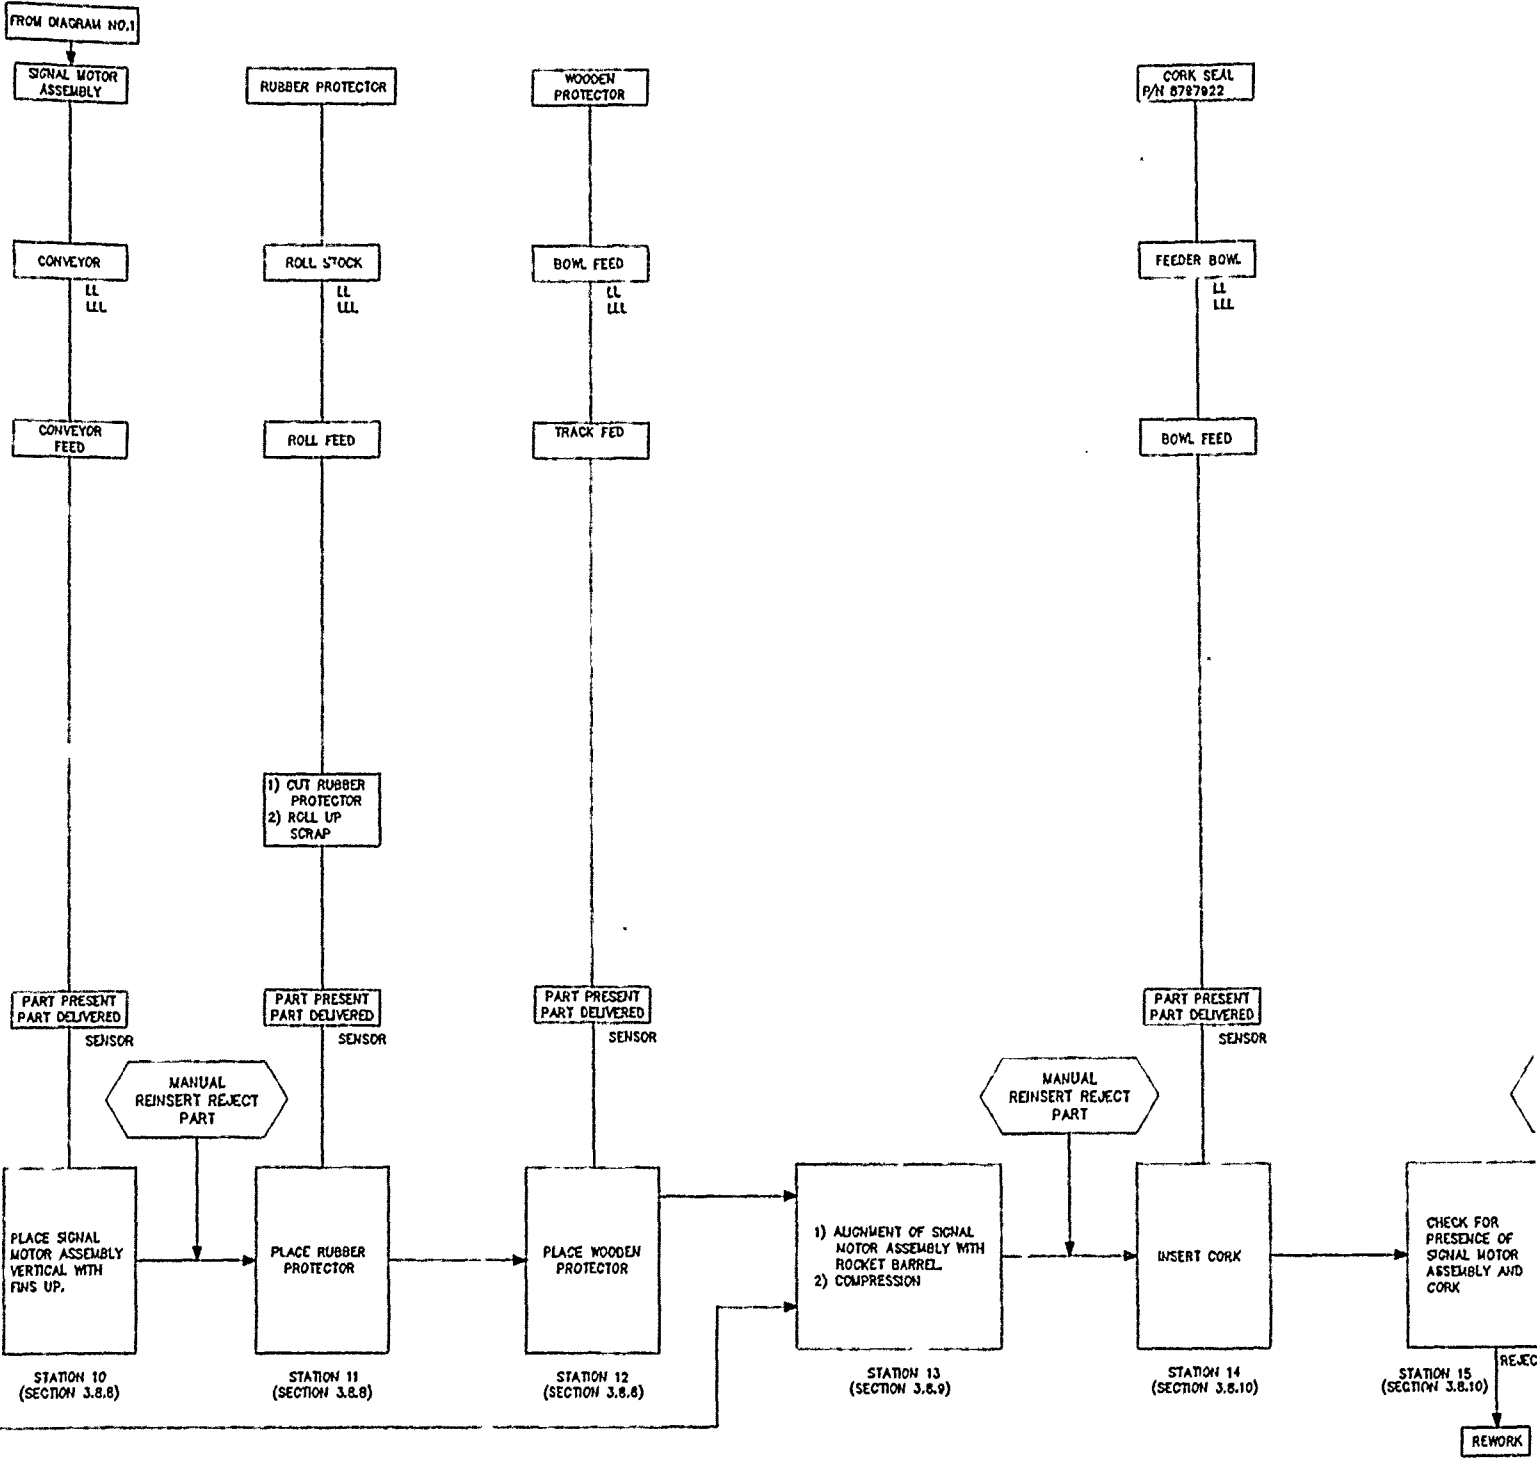 FROM DIAGRAM NO.1
SIGNAL MOTOR
ASSEMBLY
RUBBER PROTECTOR
WOODEN
PROTECTOR
CORK SEAL
P/N 8797922
CONVEYOR
LL
LLL
ROLL STOCK
LL
LLL
BOWL FEED
LL
LLL
FEEDER BOWL
LL
LLL
CONVEYOR
FEED
ROLL FEED
TRACK FED
BOWL FEED
1) CUT RUBBER
PROTECTOR
2) ROLL UP
SCRAP
PART PRESENT
PART DELIVERED
SENSOR
PART PRESENT
PART DELIVERED
SENSOR
PART PRESENT
PART DELIVERED
SENSOR
PART PRESENT
PART DELIVERED
SENSOR
MANUAL
REINSERT REJECT
PART
MANUAL
REINSERT REJECT
PART
PLACE SIGNAL
MOTOR ASSEMBLY
VERTICAL WITH
FINS UP.
PLACE RUBBER
PROTECTOR
PLACE WOODEN
PROTECTOR
1) ALIGNMENT OF SIGNAL
MOTOR ASSEMBLY WITH
ROCKET BARREL
2) COMPRESSION
INSERT CORK
CHECK FOR
PRESENCE OF
SIGNAL MOTOR
ASSEMBLY AND
CORK
STATION 10
(SECTION 3.8.8)
STATION 11
(SECTION 3.8.8)
STATION 12
(SECTION 3.8.8)
STATION 13
(SECTION 3.8.9)
STATION 14
(SECTION 3.8.10)
STATION 15
(SECTION 3.8.10)
REJEC
REWORK